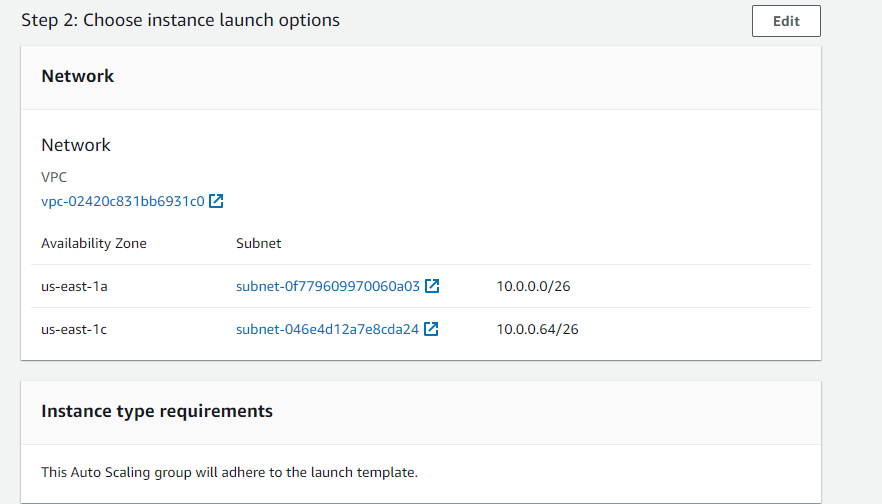 Step 2: Choose instance launch options
Edit
Network
Network
VPC
vpc-02420c831bb6931c0
Availability Zone Subnet
us-east-1a subnet-0f779609970060a03 10.0.0.0/26
us-east-1c subnet-046e4d12a7e8cda24 10.0.0.64/26
Instance type requirements
This Auto Scaling group will adhere to the launch template.